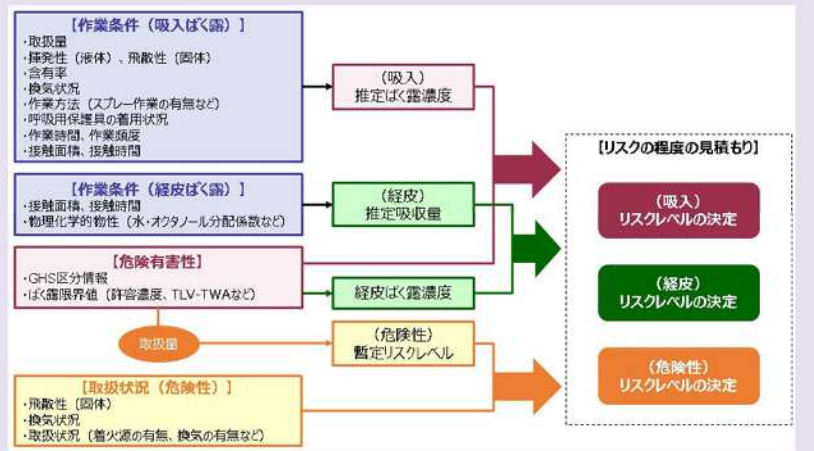 【作業条件（吸入ばく露）】
・取扱量
・揮発性（液体）、飛散性（固体）
・含有率
・換気状況
・作業方法（スプレー作業の有無など）
・呼吸用保護具の着用状況
・作業時間、作業頻度
・接触面積、接触時間
（吸入）
推定ばく露濃度
【作業条件（経皮ばく露）】
・接触面積、接触時間
・物理化学的物性（水・オクタノール分配係数など）
（経皮）
推定吸収量
【危険有害性】
・GHS区分情報
・ばく露限界値（許容濃度、TLV-TWAなど）
経皮ばく露濃度
取扱量
（危険性）
暫定リスクレベル
【取扱状況（危険性）】
・飛散性（固体）
・換気状況
・取扱状況（着火源の有無、換気の有無など）
【リスクの程度の見積もり】
（吸入）
リスクレベルの決定
（経皮）
リスクレベルの決定
（危険性）
リスクレベルの決定